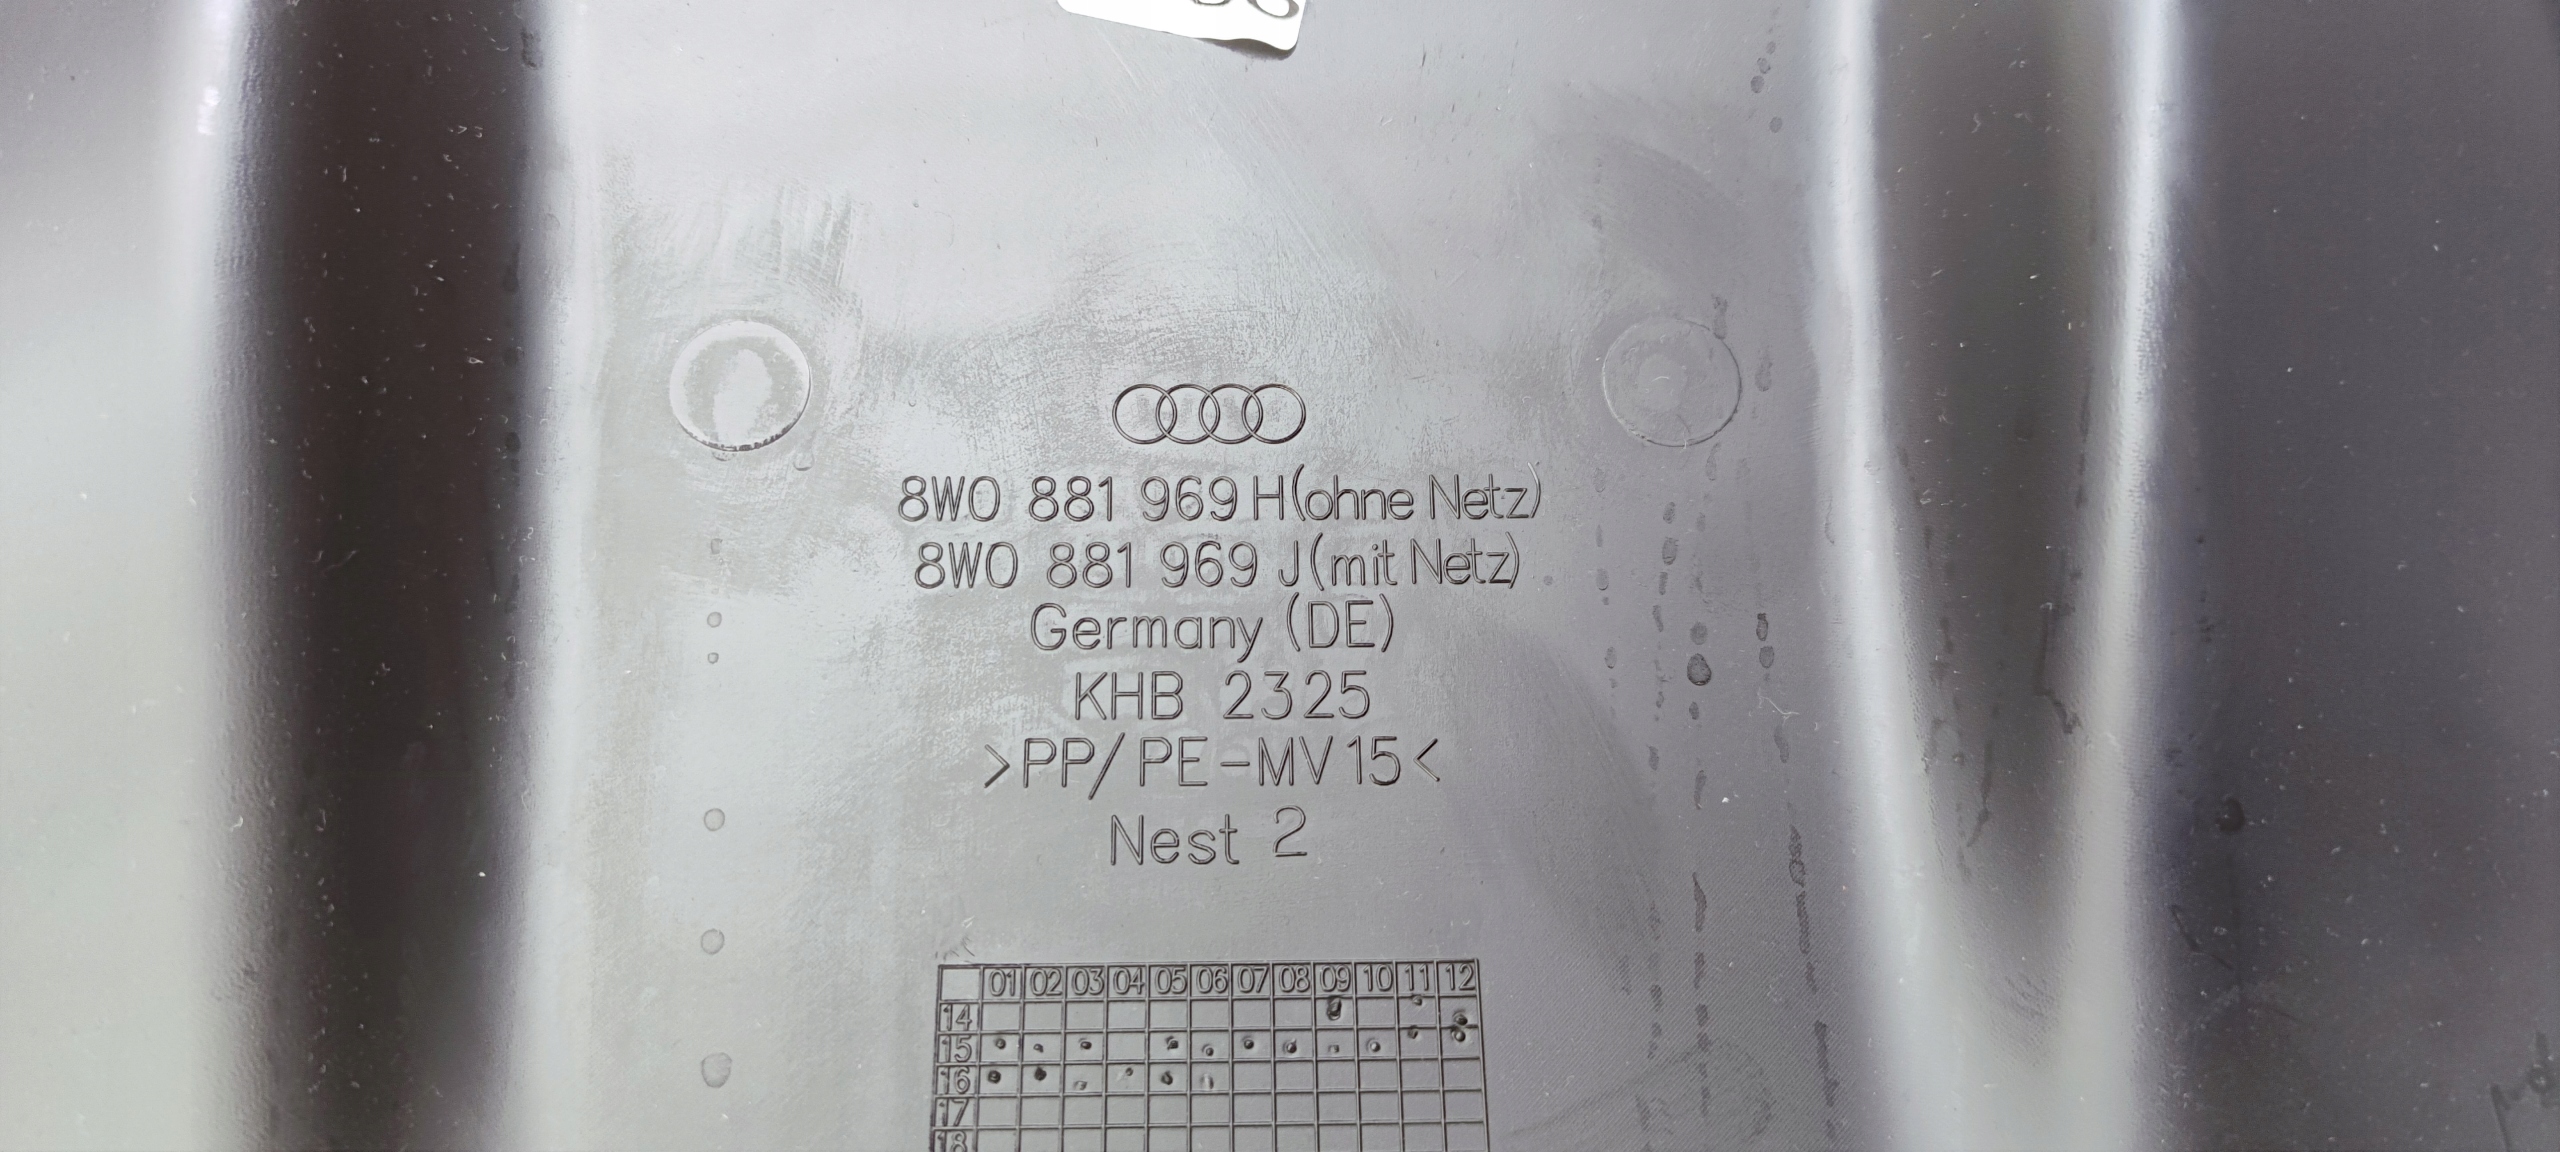 8W0 881 969 H(ohne Netz)
8W0 881 969 J(mit Netz)
Germany (DE)
KHB 2325
>PP/PE-MV15<
Nest 2
01 02 03 04 05 06 07 08 09 10 11 12
14
15
16
17
18